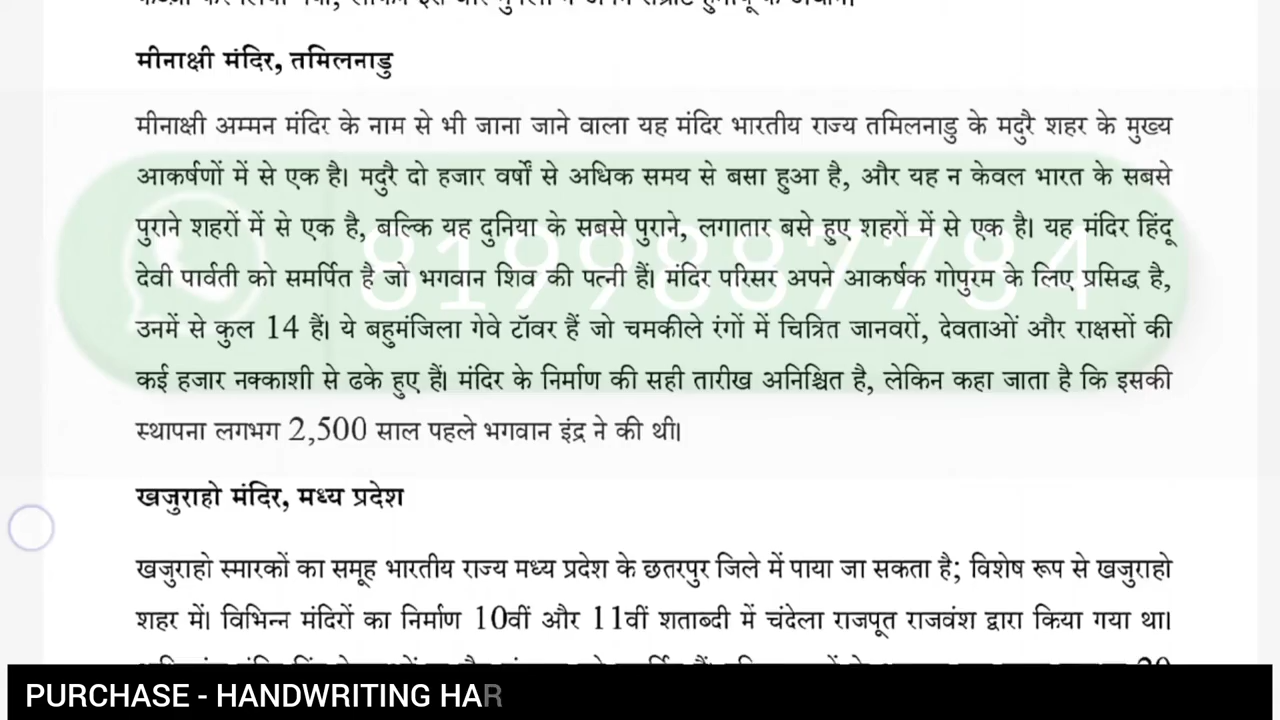 मीनाक्षी मंदिर, तमिलनाडु
मीनाक्षी अम्मन मंदिर के नाम से भी जाना जाने वाला यह मंदिर भारतीय राज्य तमिलनाडु के मदुरै शहर के मुख्य
आकर्षणों में से एक है। मदुरै दो हजार वर्षों से अधिक समय से बसा हुआ है, और यह न केवल भारत के सबसे
पुराने शहरों में से एक है, बल्कि यह दुनिया के सबसे पुराने, लगातार बसे हुए शहरों में से एक है। यह मंदिर हिंदू
देवी पार्वती को समर्पित है जो भगवान शिव की पत्नी हैं। मंदिर परिसर अपने आकर्षक गोपुरम के लिए प्रसिद्ध है,
8199887784
उनमें से कुल 14 हैं। ये बहुमंजिला गेवे टॉवर हैं जो चमकीले रंगों में चित्रित जानवरों, देवताओं और राक्षसों की
कई हजार नक्काशी से ढके हुए हैं। मंदिर के निर्माण की सही तारीख अनिश्चित है, लेकिन कहा जाता है कि इसकी
स्थापना लगभग 2,500 साल पहले भगवान इंद्र ने की थी।
खजुराहो मंदिर, मध्य प्रदेश
खजुराहो स्मारकों का समूह भारतीय राज्य मध्य प्रदेश के छतरपुर जिले में पाया जा सकता है; विशेष रूप से खजुराहो
शहर में। विभिन्न मंदिरों का निर्माण 10वीं और 11वीं शताब्दी में चंदेला राजपूत राजवंश द्वारा किया गया था।
PURCHASE - HANDWRITING HAR